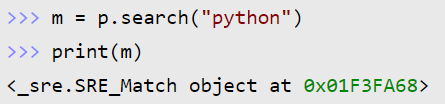 >>> m = p.search("python")
>>> print(m)
<_sre.SRE_Match object at 0x01F3FA68>